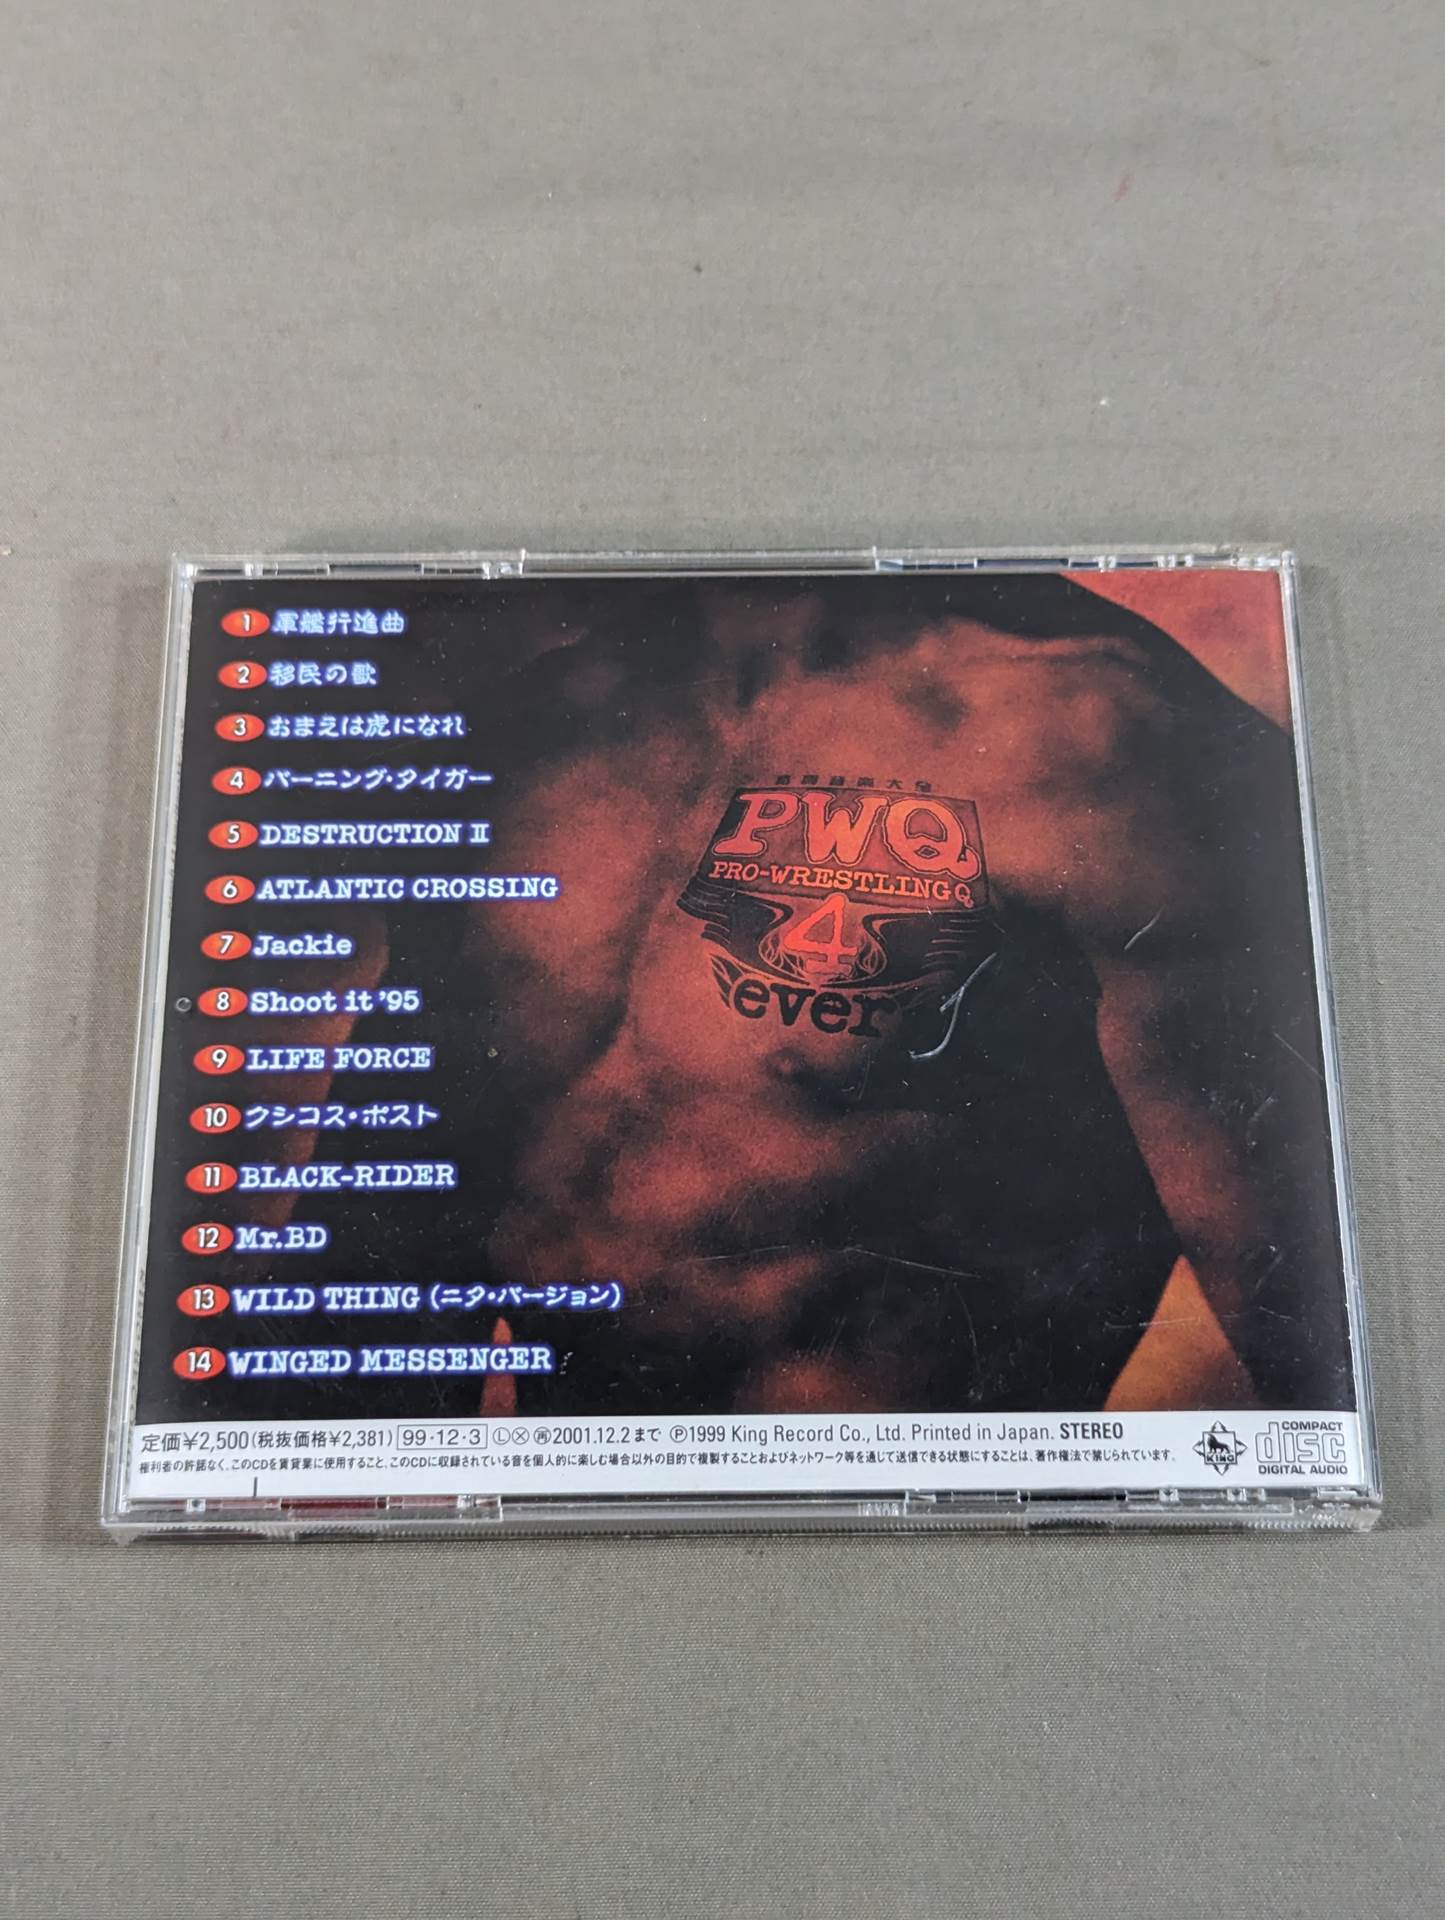 1 軍艦行進曲
2 移民の歌
3 おまえは虎になれ
4 バーニング・タイガー
5 DESTRUCTION II
6 ATLANTIC CROSSING
7 Jackie
8 Shoot it '95
9 LIFE FORCE
10 クシコス・ポスト
11 BLACK-RIDER
12 Mr.BD
13 WILD THING (ニタ・バージョン)
14 WINGED MESSENGER
格闘音楽大全
PWQ
PRO-WRESTLING Q
4
ever
定価¥2,500(税抜価格¥2,381) 99・12・3 Ⓛ Ⓧ 再 2001.12.2まで Ⓟ1999 King Record Co., Ltd. Printed in Japan. STEREO
権利者の許諾なく、このCDを賃貸業に使用すること、このCDに収録されている音を個人的に楽しむ場合以外の目的で複製することおよびネットワーク等を通じて送信できる状態にすることは、著作権法で禁じられています。
KING
COMPACT
disc
DIGITAL AUDIO